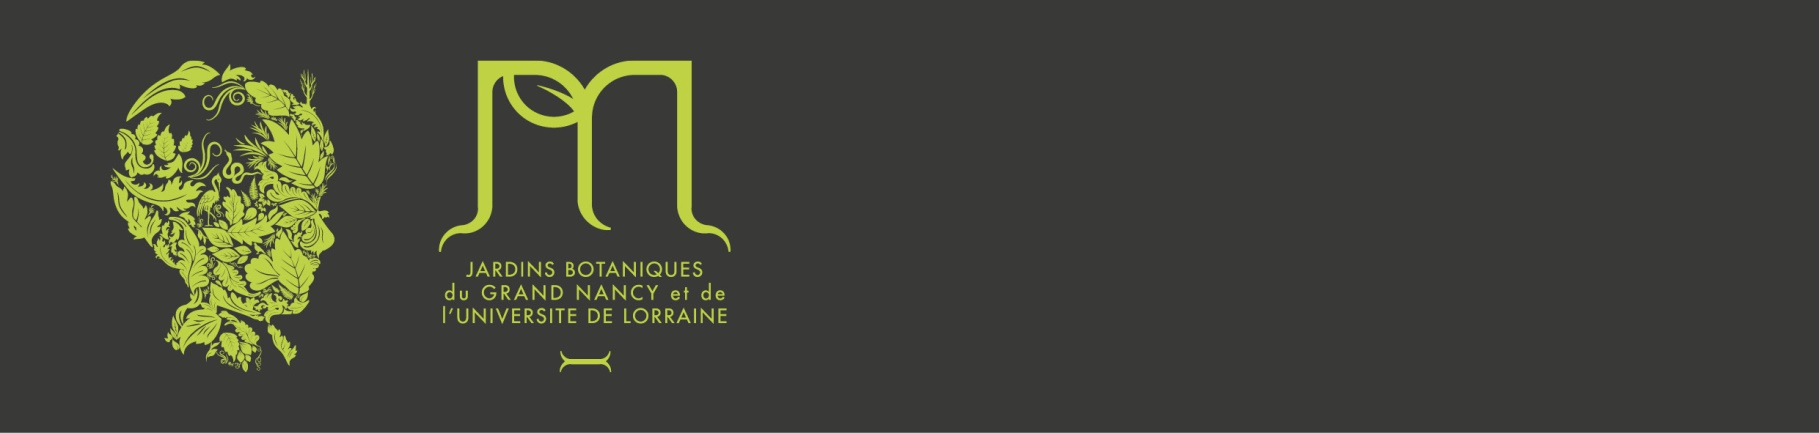 JARDINS BOTANIQUES
du GRAND NANCY et de
l'UNIVERSITE DE LORRAINE